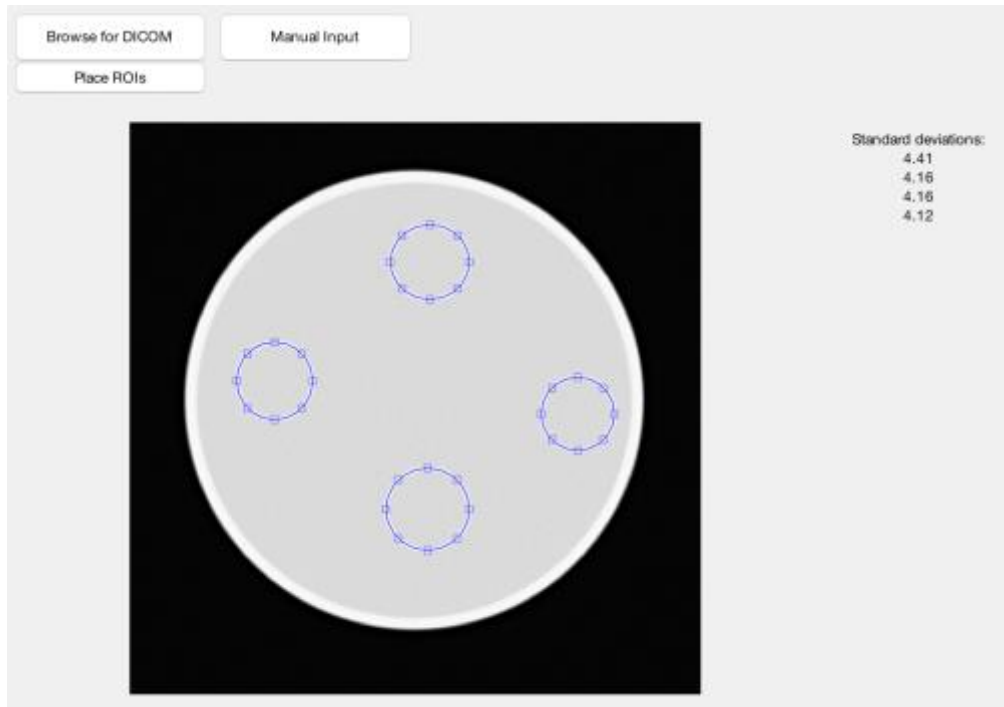 Browse for DICOM
Manual Input
Place ROIs
Standard deviations:
4.41
4.16
4.16
4.12